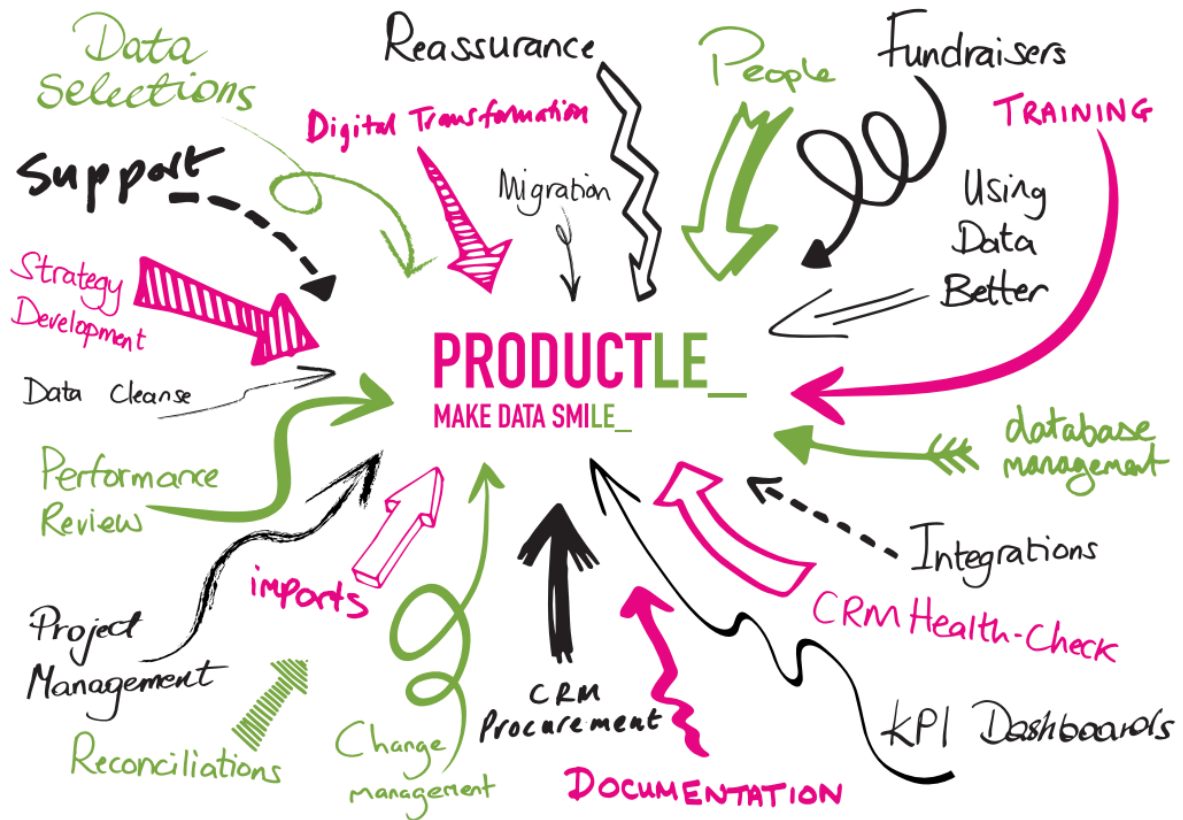 Data
Selections
Reassurance
People
Fundraisers
Digital Transformation
TRAINING
Support
Migration
Using
Data
Better
Strategy
Development
PRODUCTLE_
MAKE DATA SMILE_
Data Cleanse
database
management
Performance
Review
Integrations
imports
CRM Health-Check
Project
Management
CRM
Procurement
KPI Dashboards
Reconciliations
Change
management
DOCUMENTATION